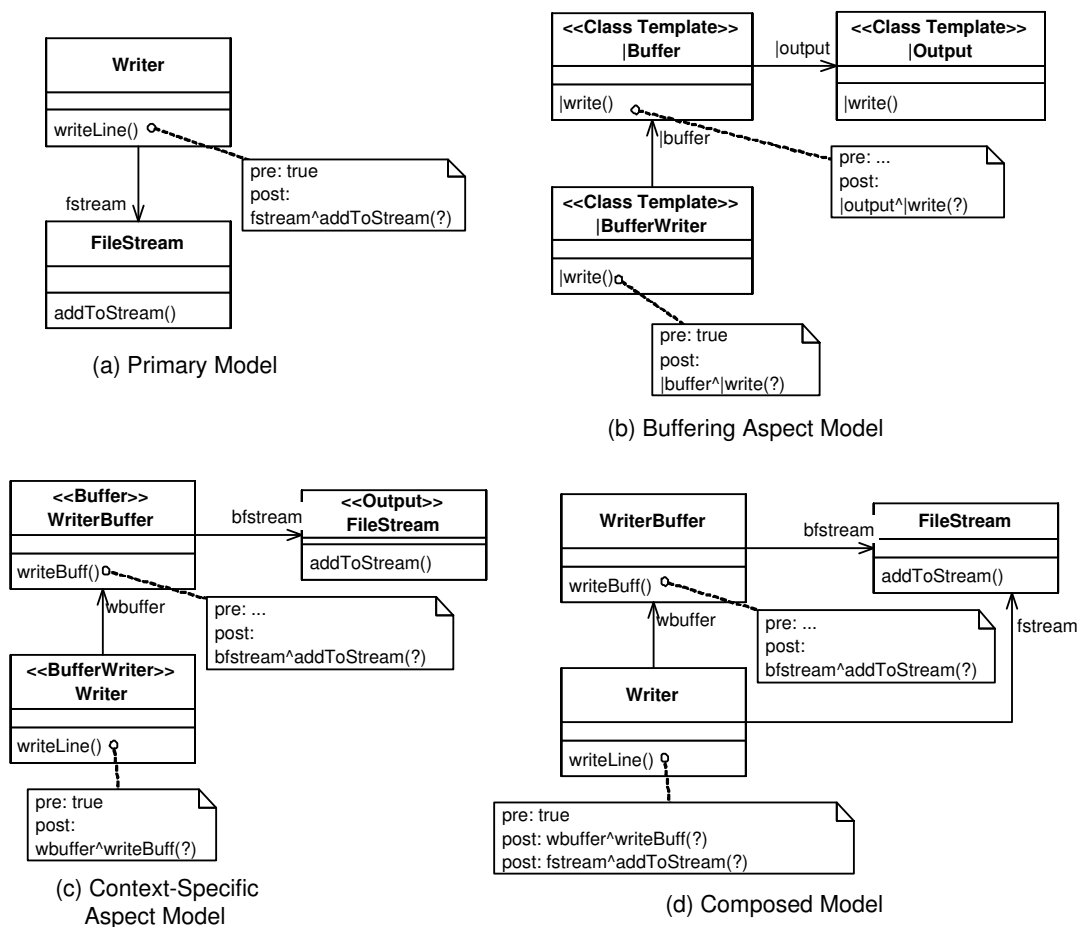 Writer
writeLine()
pre: true
post:
fstream^addToStream(?)
fstream
FileStream
addToStream()
(a) Primary Model
<<Class Template>>
|Buffer
|write()
|output
<<Class Template>>
|Output
|write()
|buffer
pre: ...
post:
|output^|write(?)
<<Class Template>>
|BufferWriter
|write()
pre: true
post:
|buffer^|write(?)
(b) Buffering Aspect Model
<<Buffer>>
WriterBuffer
writeBuff()
bfstream
<<Output>>
FileStream
addToStream()
wbuffer
pre: ...
post:
bfstream^addToStream(?)
<<BufferWriter>>
Writer
writeLine()
pre: true
post:
wbuffer^writeBuff(?)
(c) Context-Specific
Aspect Model
WriterBuffer
writeBuff()
bfstream
FileStream
addToStream()
wbuffer
fstream
pre: ...
post:
bfstream^addToStream(?)
Writer
writeLine()
pre: true
post: wbuffer^writeBuff(?)
post: fstream^addToStream(?)
(d) Composed Model